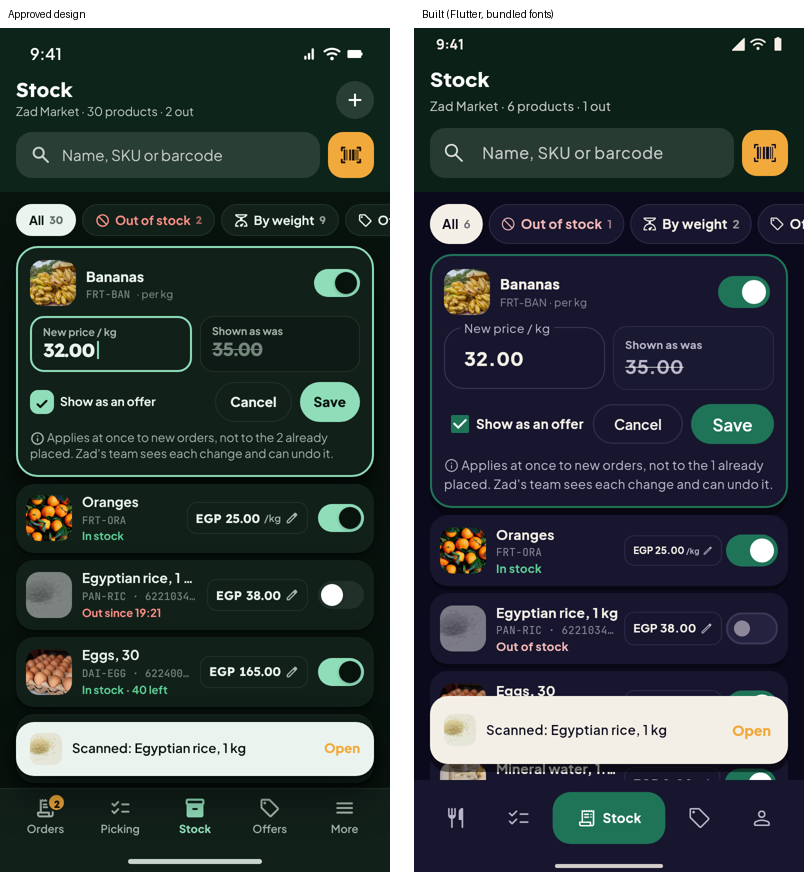 Approved design
9:41
Stock
Zad Market · 30 products · 2 out
Name, SKU or barcode
All 30
Out of stock 2
By weight 9
Bananas
FRT-BAN · per kg
New price / kg
32.00
Shown as was
35.00
Show as an offer
Cancel
Save
Applies at once to new orders, not to the 2 already
placed. Zad's team sees each change and can undo it.
Oranges
FRT-ORA
In stock
EGP 25.00 /kg
Egyptian rice, 1 ...
PAN-RIC · 6221034…
Out since 19:21
EGP 38.00
Eggs, 30
DAI-EGG · 622400…
In stock · 40 left
EGP 165.00
Scanned: Egyptian rice, 1 kg
Open
2
Orders
Picking
Stock
Offers
More
Built (Flutter, bundled fonts)
9:41
Stock
Zad Market · 6 products · 1 out
Name, SKU or barcode
All 6
Out of stock 1
By weight 2
Bananas
FRT-BAN · per kg
New price / kg
32.00
Shown as was
35.00
Show as an offer
Cancel
Save
Applies at once to new orders, not to the 1 already
placed. Zad's team sees each change and can undo it.
Oranges
FRT-ORA
In stock
EGP 25.00 /kg
Egyptian rice, 1 kg
PAN-RIC · 6221034…
Out of stock
EGP 38.00
Eggs, 30
Scanned: Egyptian rice, 1 kg
Open
Mineral water, 1…
Stock